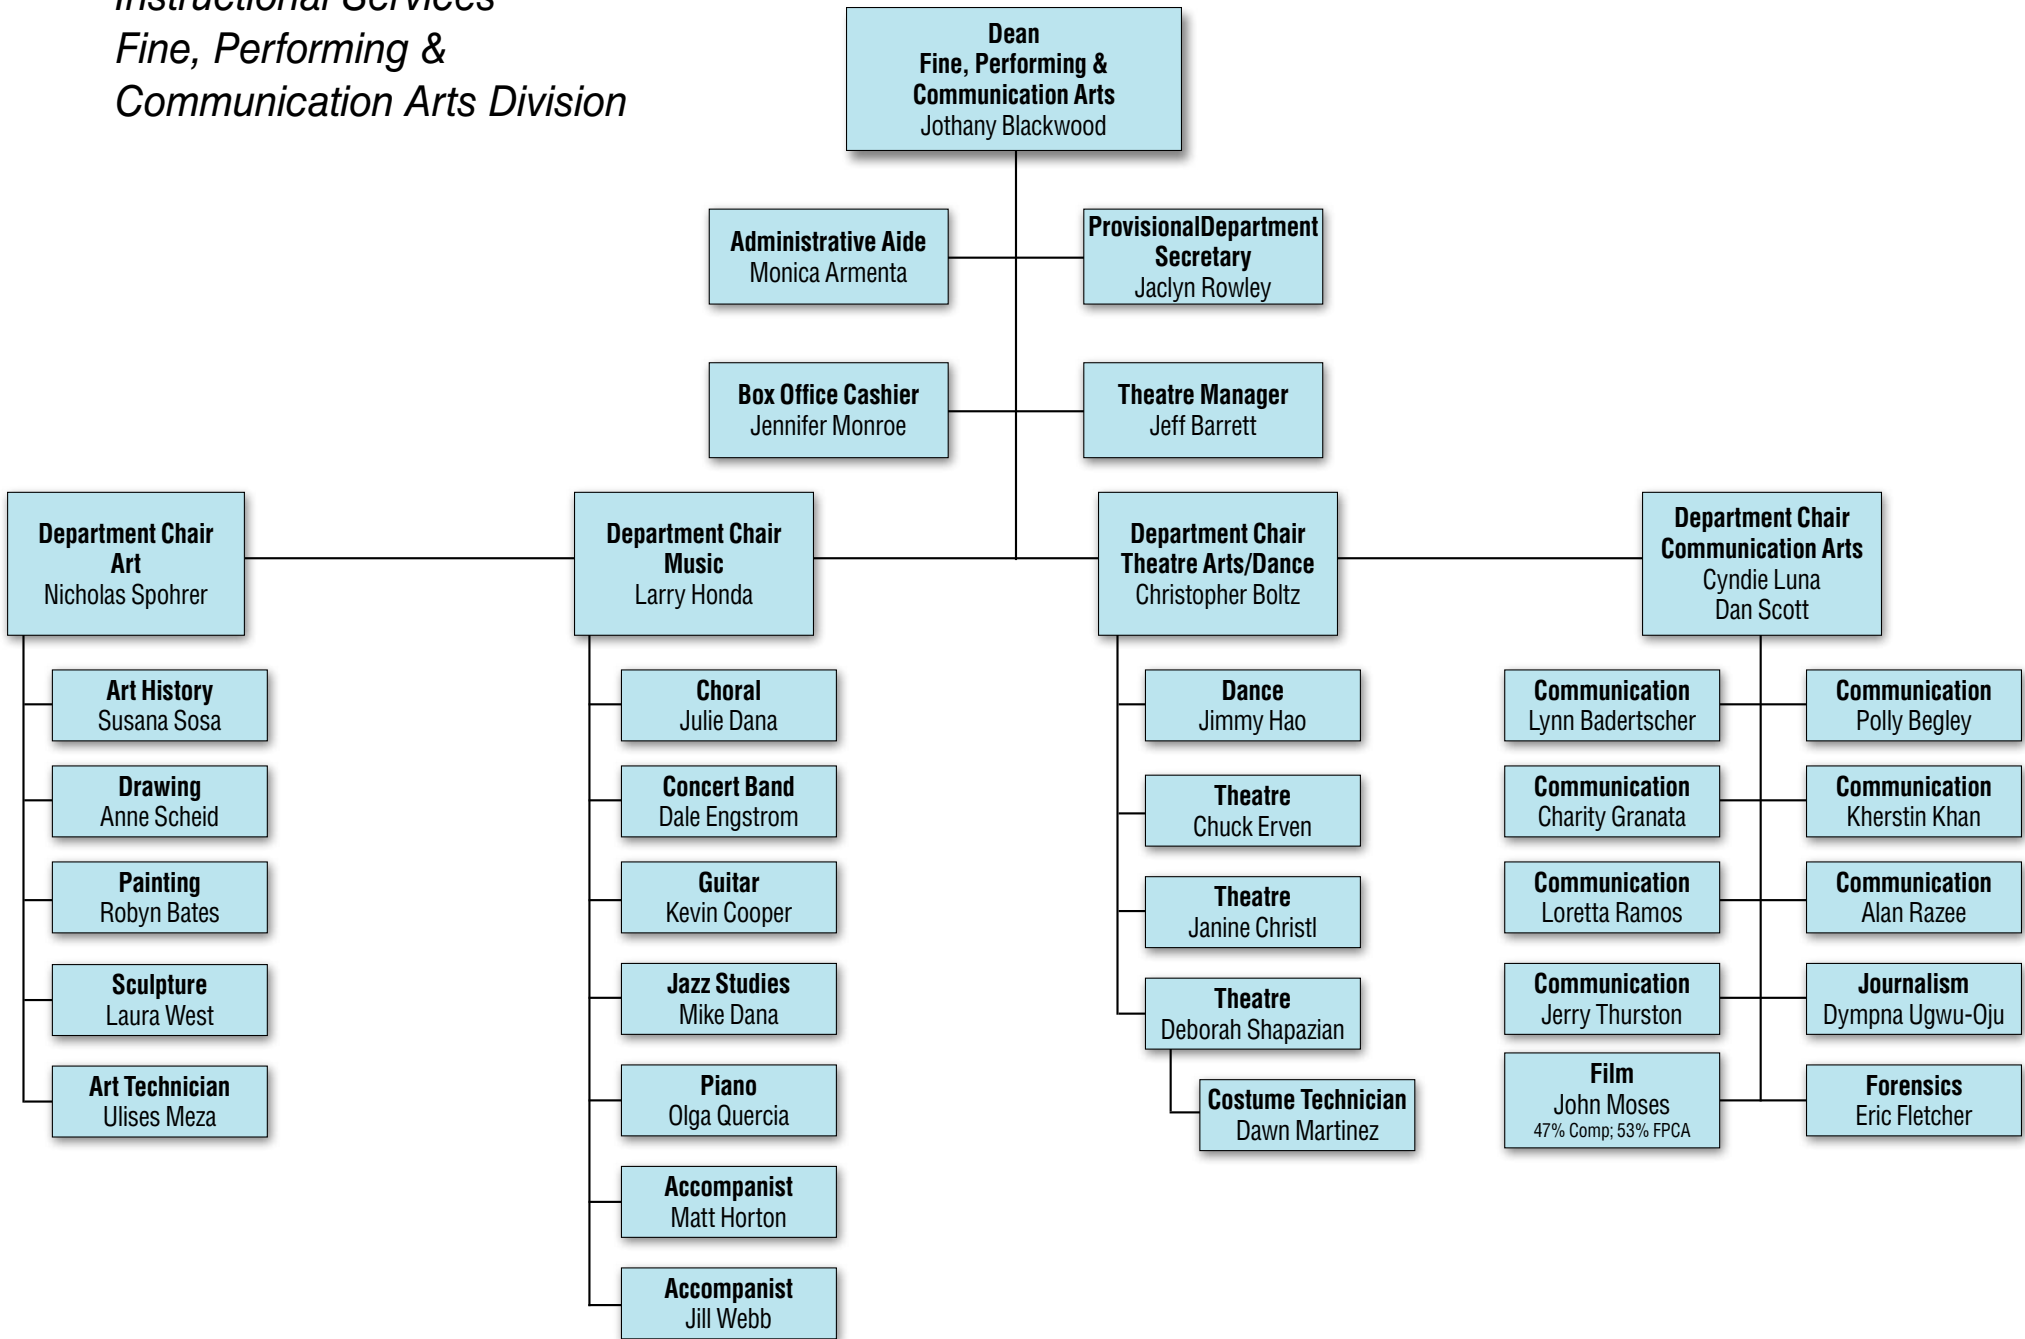 Instructional Services
Fine, Performing &
Communication Arts Division
Dean
Fine, Performing &
Communication Arts
Jothany Blackwood
Administrative Aide
Monica Armenta
ProvisionalDepartment
Secretary
Jaclyn Rowley
Box Office Cashier
Jennifer Monroe
Theatre Manager
Jeff Barrett
Department Chair
Art
Nicholas Spohrer
Department Chair
Music
Larry Honda
Department Chair
Theatre Arts/Dance
Christopher Boltz
Department Chair
Communication Arts
Cyndie Luna
Dan Scott
Art History
Susana Sosa
Drawing
Anne Scheid
Painting
Robyn Bates
Sculpture
Laura West
Art Technician
Ulises Meza
Choral
Julie Dana
Concert Band
Dale Engstrom
Guitar
Kevin Cooper
Jazz Studies
Mike Dana
Piano
Olga Quercia
Accompanist
Matt Horton
Accompanist
Jill Webb
Dance
Jimmy Hao
Theatre
Chuck Erven
Theatre
Janine Christl
Theatre
Deborah Shapazian
Costume Technician
Dawn Martinez
Communication
Lynn Badertscher
Communication
Polly Begley
Communication
Charity Granata
Communication
Kherstin Khan
Communication
Loretta Ramos
Communication
Alan Razee
Communication
Jerry Thurston
Journalism
Dympna Ugwu-Oju
Film
John Moses
47% Comp; 53% FPCA
Forensics
Eric Fletcher